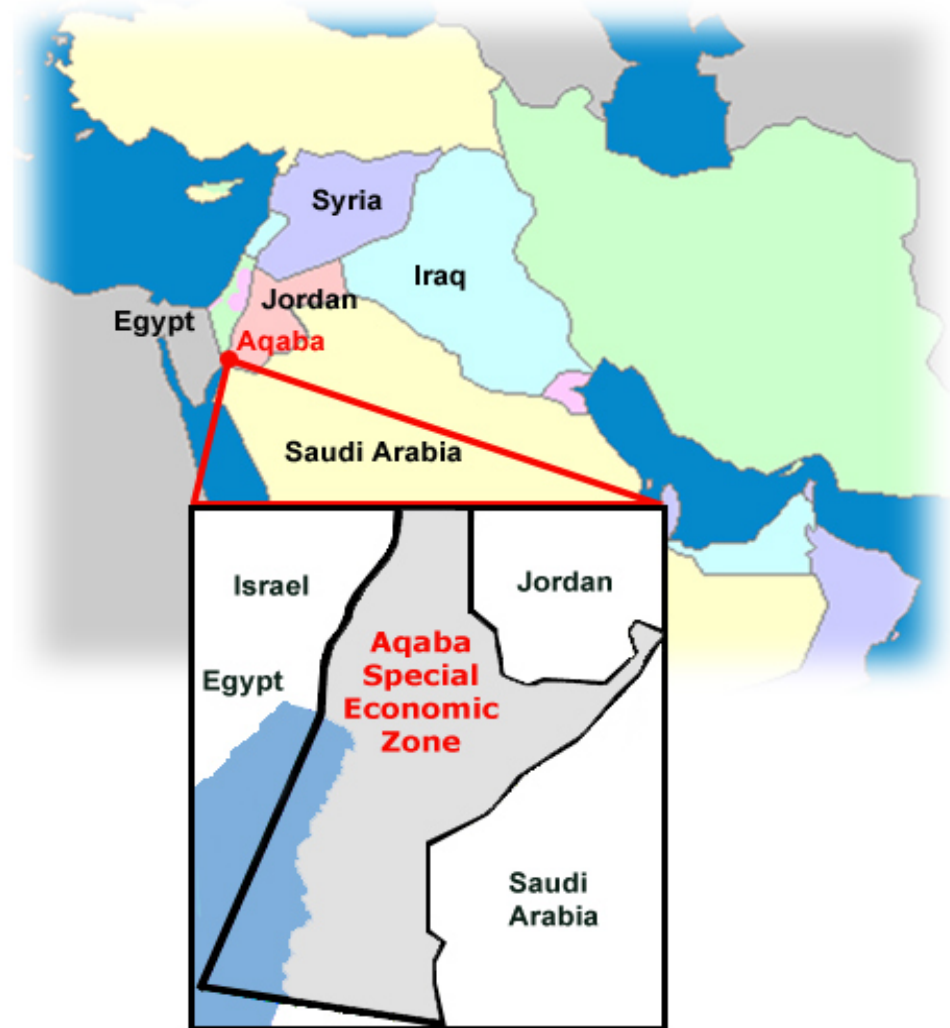 Syria
Iraq
Jordan
Egypt
Aqaba
Saudi Arabia
Israel
Jordan
Egypt
Aqaba
Special
Economic
Zone
Saudi
Arabia